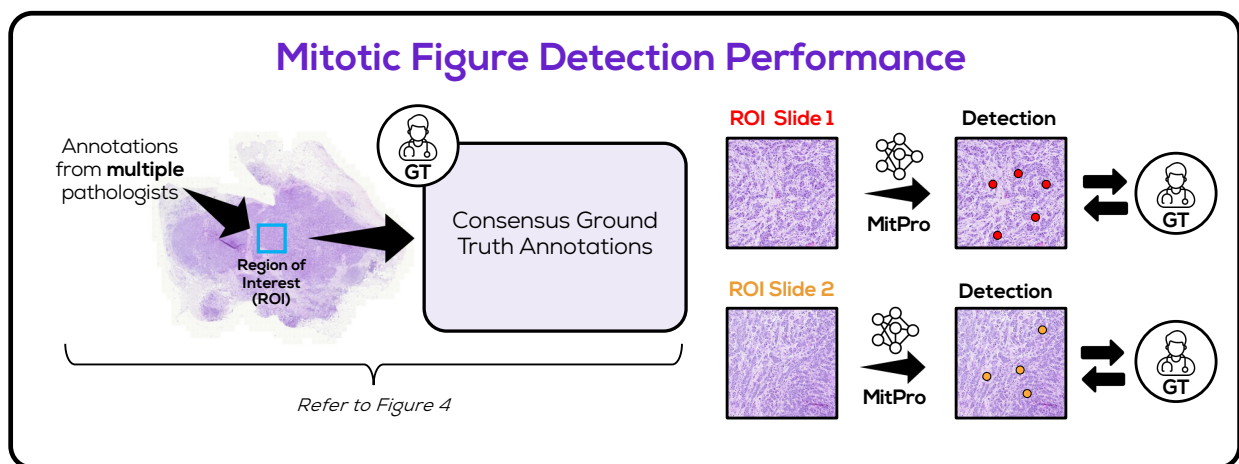 Mitotic Figure Detection Performance
Annotations
from multiple
pathologists
Region of
Interest
(ROI)
GT
Consensus Ground
Truth Annotations
Refer to Figure 4
ROI Slide 1
MitPro
Detection
GT
ROI Slide 2
MitPro
Detection
GT